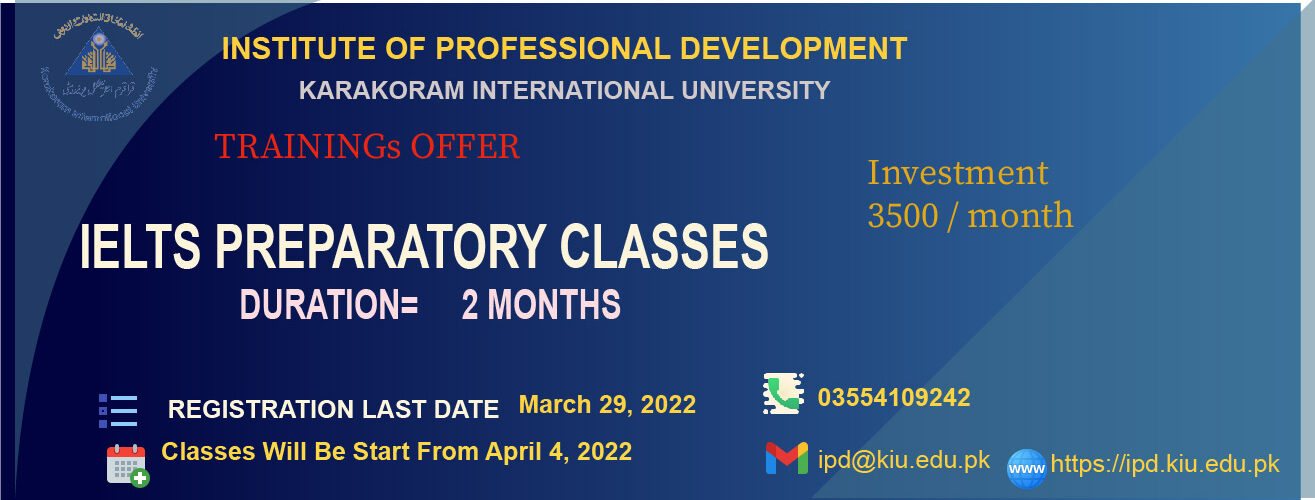 INSTITUTE OF PROFESSIONAL DEVELOPMENT
KARAKORAM INTERNATIONAL UNIVERSITY
TRAININGs OFFER
Investment
3500 / month
IELTS PREPARATORY CLASSES
DURATION= 2 MONTHS
REGISTRATION LAST DATE March 29, 2022
Classes Will Be Start From April 4, 2022
03554109242
ipd@kiu.edu.pk
www https://ipd.kiu.edu.pk